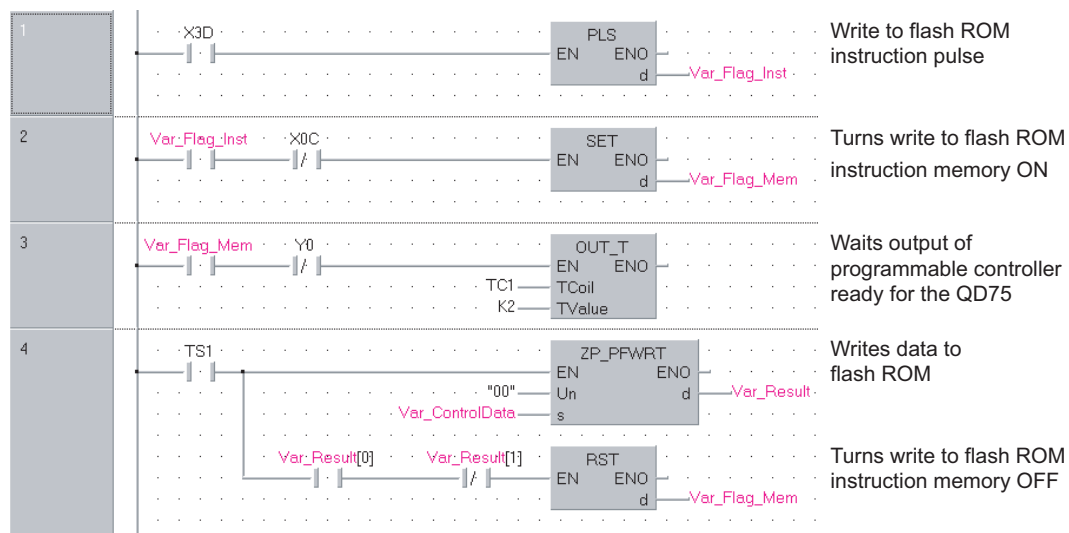 1
X3D
PLS
EN ENO
d
Var_Flag_Inst
Write to flash ROM
instruction pulse
2
Var_Flag_Inst
X0C
SET
EN ENO
d
Var_Flag_Mem
Turns write to flash ROM
instruction memory ON
3
Var_Flag_Mem
Y0
OUT_T
EN ENO
TC1
TCoil
K2
TValue
Waits output of
programmable controller
ready for the QD75
4
TS1
ZP_PFWRT
EN ENO
"00"
Un d
Var_Result
Var_ControlData
s
Writes data to
flash ROM
Var_Result[0]
Var_Result[1]
RST
EN ENO
d
Var_Flag_Mem
Turns write to flash ROM
instruction memory OFF